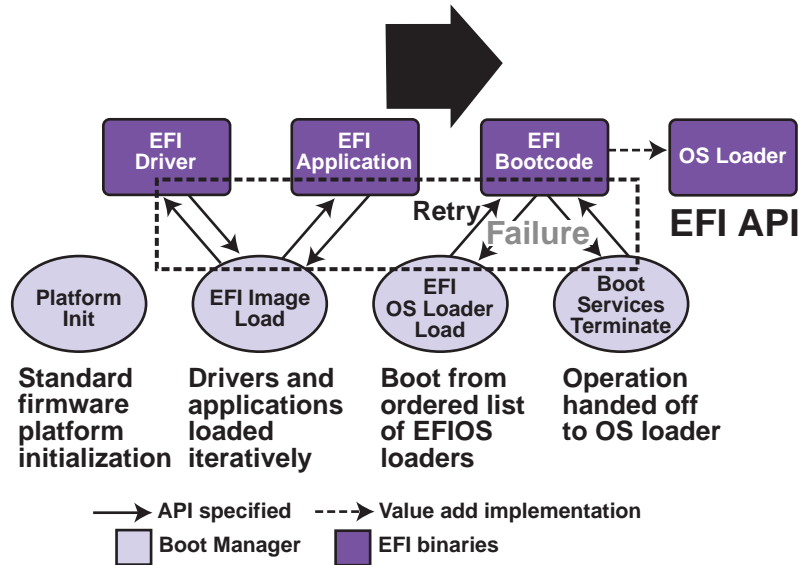 EFI
Driver
EFI
Application
EFI
Bootcode
OS Loader
Retry
Failure
EFI API
Platform
Init
EFI Image
Load
EFI
OS Loader
Load
Boot
Services
Terminate
Standard
firmware
platform
initialization
Drivers and
applications
loaded
iteratively
Boot from
ordered list
of EFIOS
loaders
Operation
handed off
to OS loader
API specified
Value add implementation
Boot Manager
EFI binaries